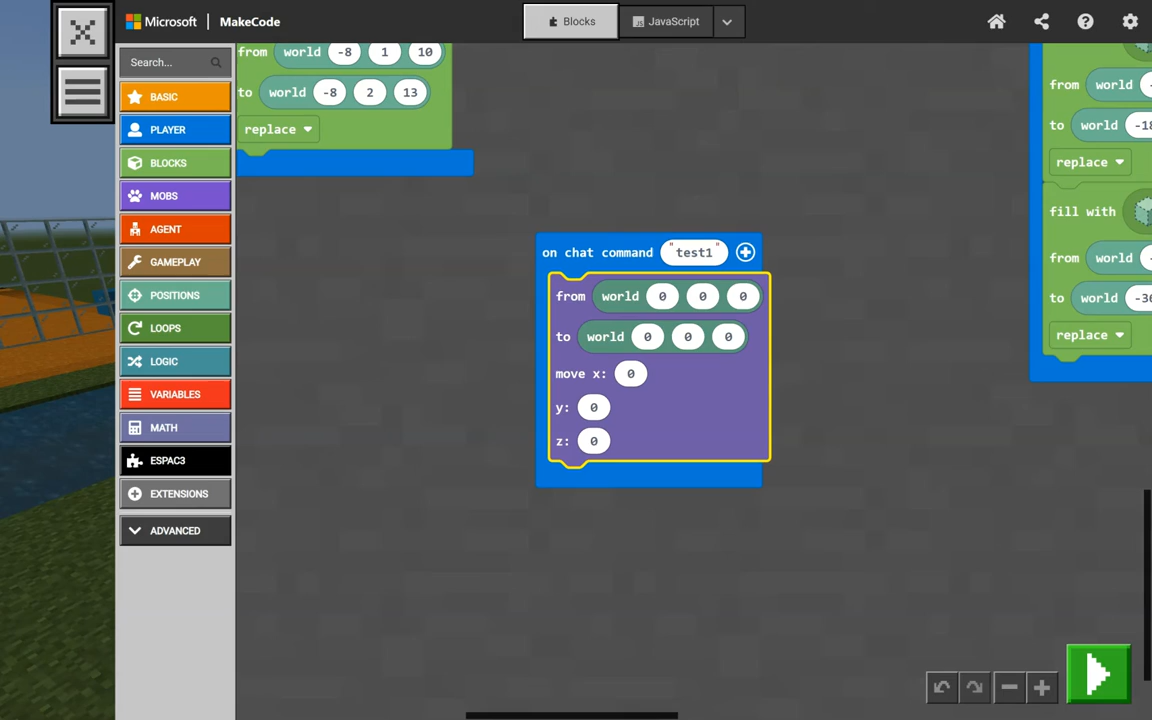 Microsoft | MakeCode
Blocks
JavaScript
Search...
BASIC
PLAYER
BLOCKS
MOBS
AGENT
GAMEPLAY
POSITIONS
LOOPS
LOGIC
VARIABLES
MATH
ESPAC3
EXTENSIONS
ADVANCED
from world -8 1 10
to world -8 2 13
replace
on chat command "test1"
from world 0 0 0
to world 0 0 0
move x: 0
y: 0
z: 0
from world
to world -18
replace
fill with
from world
to world -36
replace